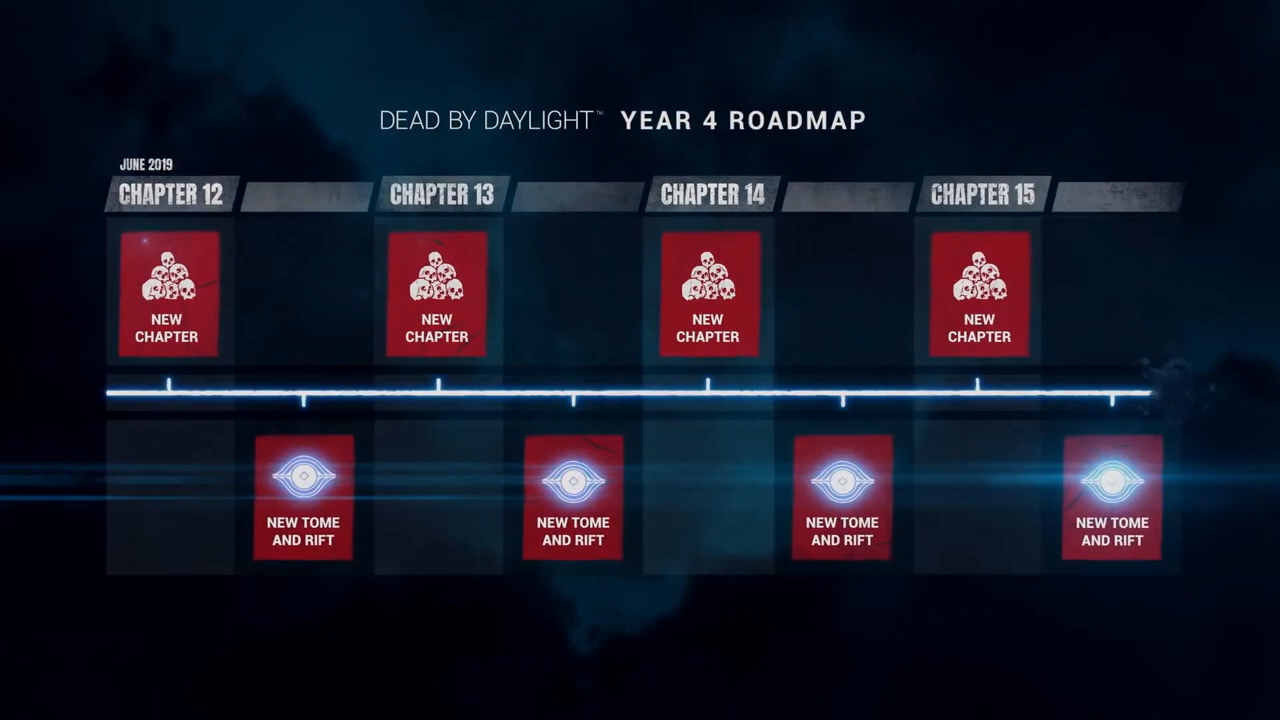 DEAD BY DAYLIGHT™ YEAR 4 ROADMAP
JUNE 2019
CHAPTER 12 CHAPTER 13 CHAPTER 14 CHAPTER 15
NEW
CHAPTER
NEW
CHAPTER
NEW
CHAPTER
NEW
CHAPTER
NEW TOME
AND RIFT
NEW TOME
AND RIFT
NEW TOME
AND RIFT
NEW TOME
AND RIFT